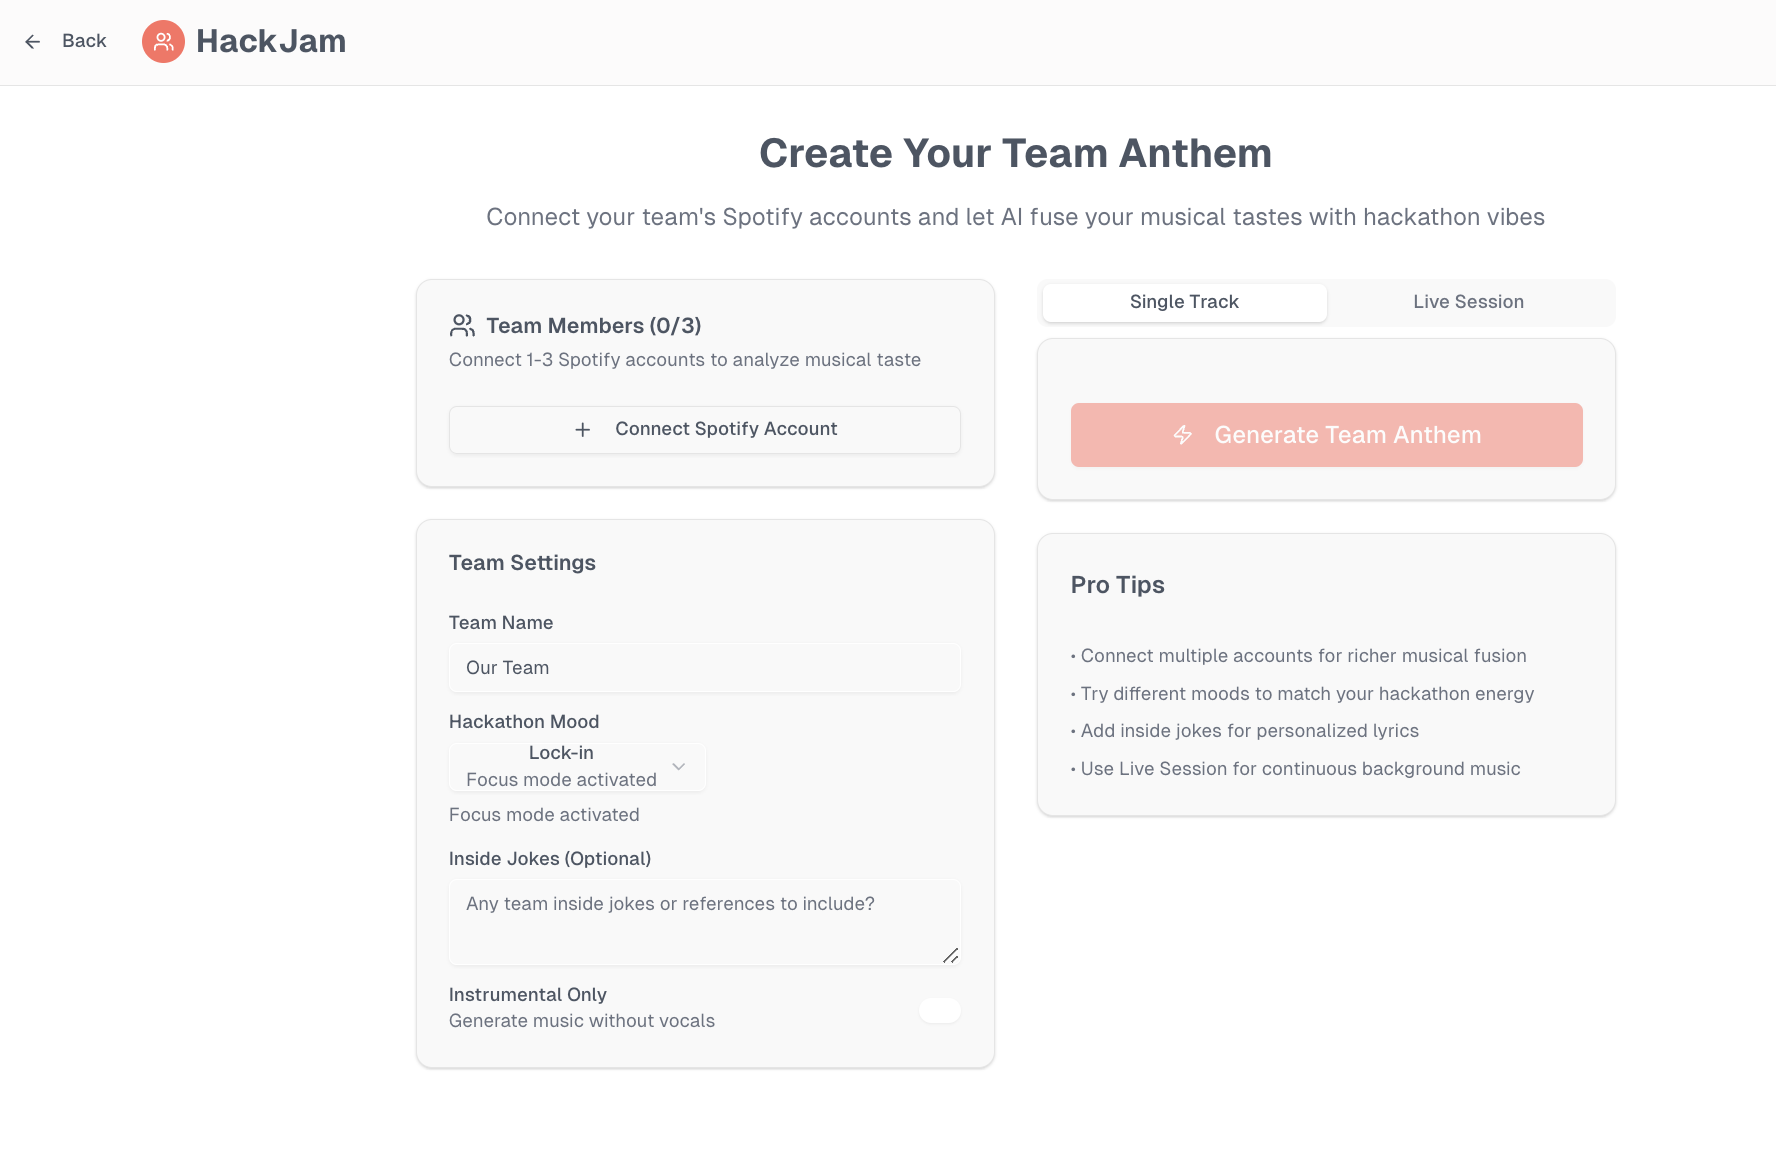 Back
HackJam
Create Your Team Anthem
Connect your team's Spotify accounts and let AI fuse your musical tastes with hackathon vibes
Team Members (0/3)
Connect 1-3 Spotify accounts to analyze musical taste
Connect Spotify Account
Team Settings
Team Name
Our Team
Hackathon Mood
Lock-in
Focus mode activated
Focus mode activated
Inside Jokes (Optional)
Any team inside jokes or references to include?
Instrumental Only
Generate music without vocals
Single Track
Live Session
Generate Team Anthem
Pro Tips
• Connect multiple accounts for richer musical fusion
• Try different moods to match your hackathon energy
• Add inside jokes for personalized lyrics
• Use Live Session for continuous background music